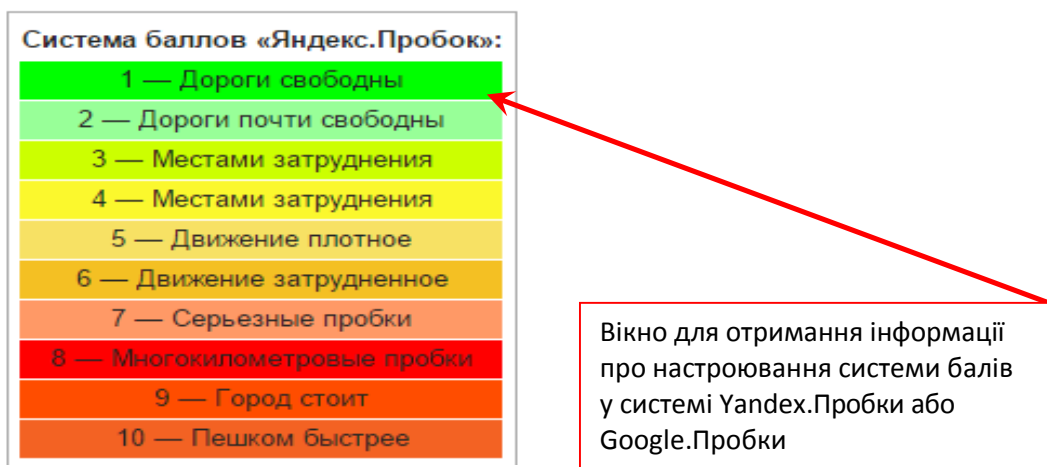 Система баллов «Яндекс.Пробок»:
1 — Дороги свободны
2 — Дороги почти свободны
3 — Местами затруднения
4 — Местами затруднения
5 — Движение плотное
6 — Движение затрудненное
7 — Серьезные пробки
8 — Многокилометровые пробки
9 — Город стоит
10 — Пешком быстрее
Вікно для отримання інформації
про настроювання системи балів
у системі Yandex.Пробки або
Google.Пробки